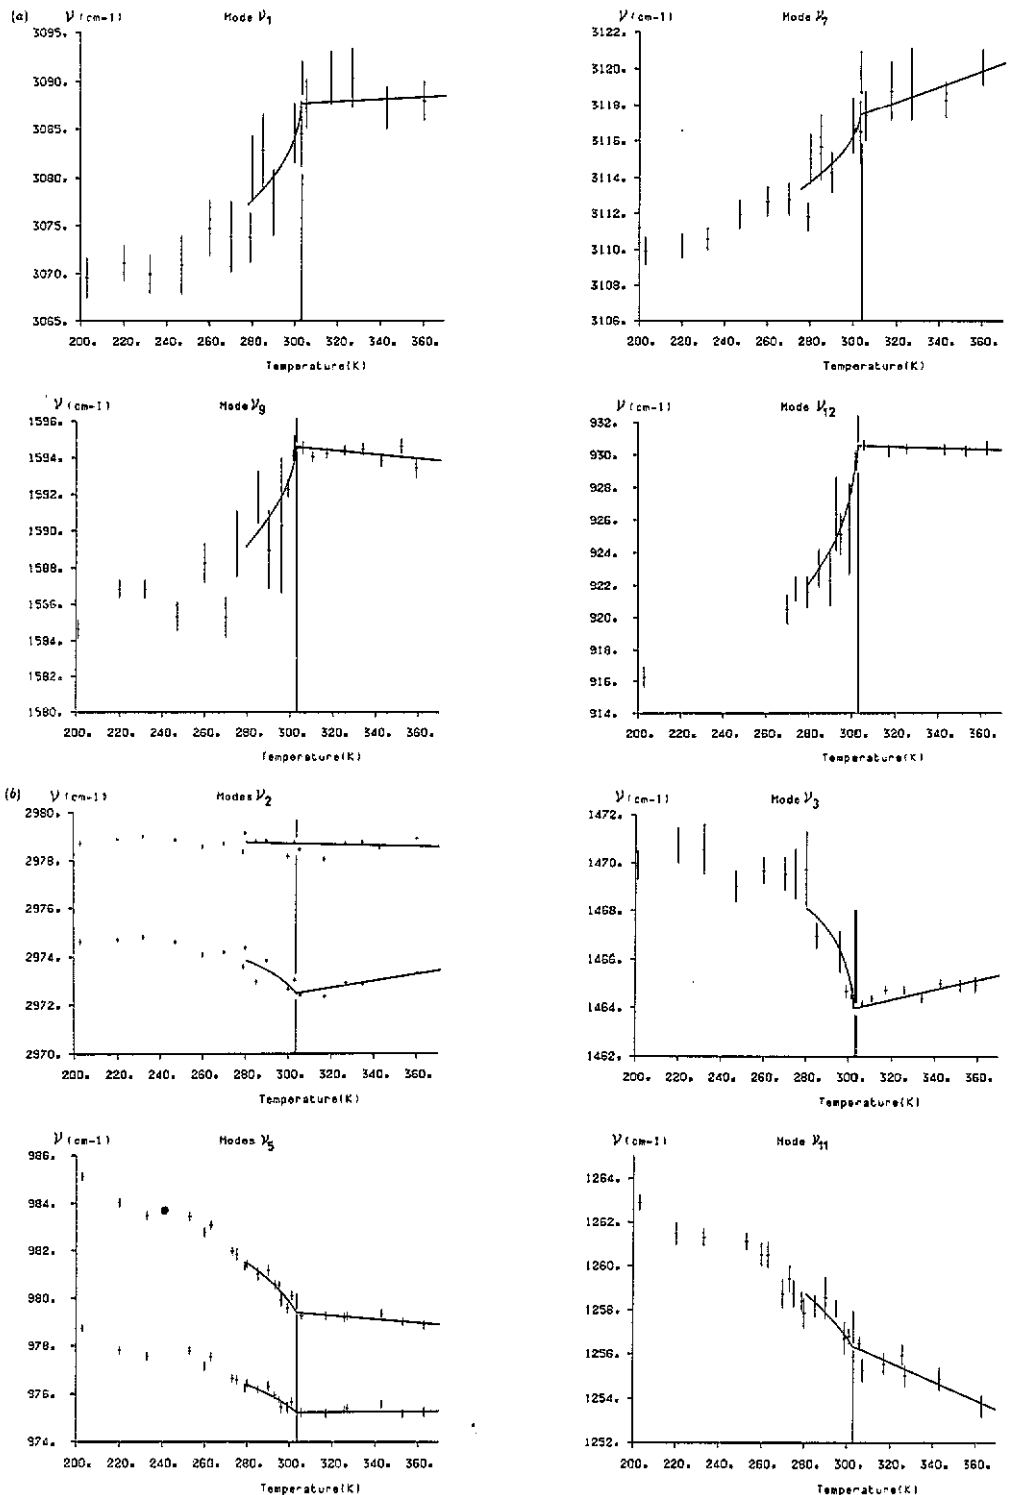 (a) ν (cm-1) Mode ν1
3095.
3090.
3085.
3080.
3075.
3070.
3065.
200. 220. 240. 260. 280. 300. 320. 340. 360.
Temperature(K)
ν (cm-1) Mode ν7
3122.
3120.
3118.
3116.
3114.
3112.
3110.
3108.
3106.
200. 220. 240. 260. 280. 300. 320. 340. 360.
Temperature(K)
ν (cm-1) Mode ν9
1596.
1594.
1592.
1590.
1588.
1586.
1584.
1582.
1580.
200. 220. 240. 260. 280. 300. 320. 340. 360.
Temperature(K)
ν (cm-1) Mode ν12
932.
930.
928.
926.
924.
922.
920.
918.
916.
914.
200. 220. 240. 260. 280. 300. 320. 340. 360.
Temperature(K)
(b) ν (cm-1) Modes ν2
2980.
2978.
2976.
2974.
2972.
2970.
200. 220. 240. 260. 280. 300. 320. 340. 360.
Temperature(K)
ν (cm-1) Mode ν3
1472.
1470.
1468.
1466.
1464.
1462.
200. 220. 240. 260. 280. 300. 320. 340. 360.
Temperature(K)
ν (cm-1) Modes ν5
986.
984.
982.
980.
978.
976.
974.
200. 220. 240. 260. 280. 300. 320. 340. 360.
Temperature(K)
ν (cm-1) Mode ν11
1264.
1262.
1260.
1258.
1256.
1254.
1252.
200. 220. 240. 260. 280. 300. 320. 340. 360.
Temperature(K)